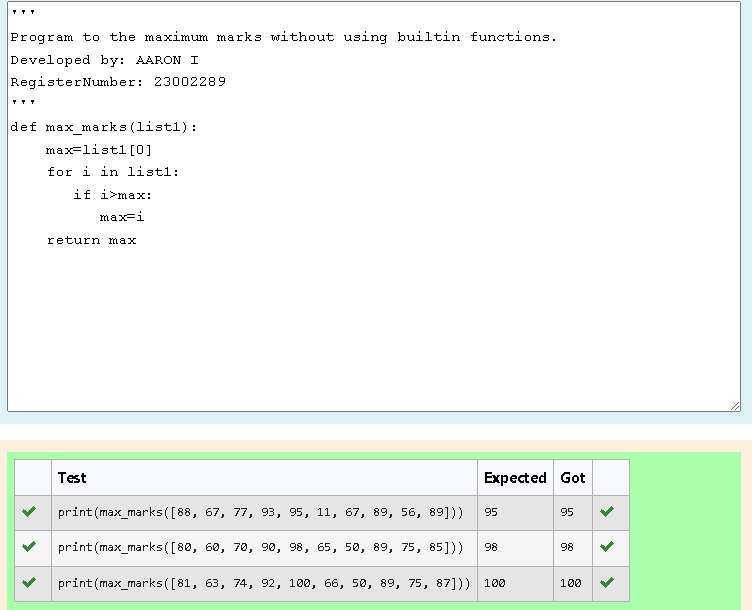 '''
Program to the maximum marks without using builtin functions.
Developed by: AARON I
RegisterNumber: 23002289
'''
def max_marks(list1):
    max=list1[0]
    for i in list1:
       if i>max:
          max=i
    return max
Test Expected Got
print(max_marks([88, 67, 77, 93, 95, 11, 67, 89, 56, 89])) 95 95
print(max_marks([80, 60, 70, 90, 98, 65, 50, 89, 75, 85])) 98 98
print(max_marks([81, 63, 74, 92, 100, 66, 50, 89, 75, 87])) 100 100